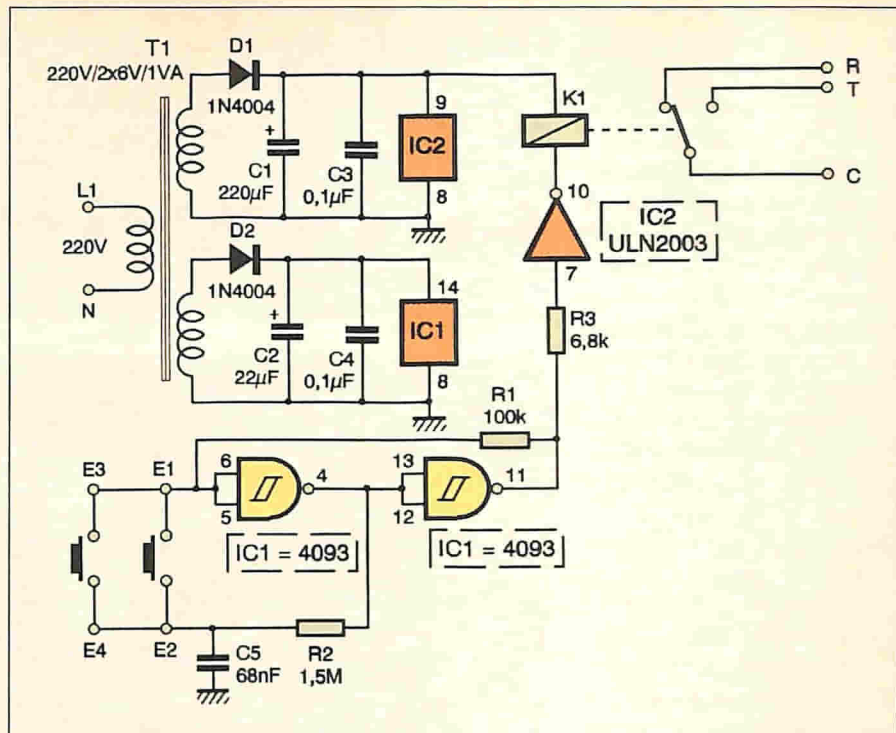 T1
220V/2x6V/1VA
D1
1N4004
+
C1
220µF
C3
0,1µF
9
IC2
8
K1
R
T
C
10
IC2
ULN2003
7
L1
220V
N
D2
1N4004
+
C2
22µF
C4
0,1µF
14
IC1
8
R3
6,8k
R1
100k
E3
E1
6
5
4
IC1 = 4093
13
12
11
IC1 = 4093
E4
E2
C5
68nF
R2
1,5M